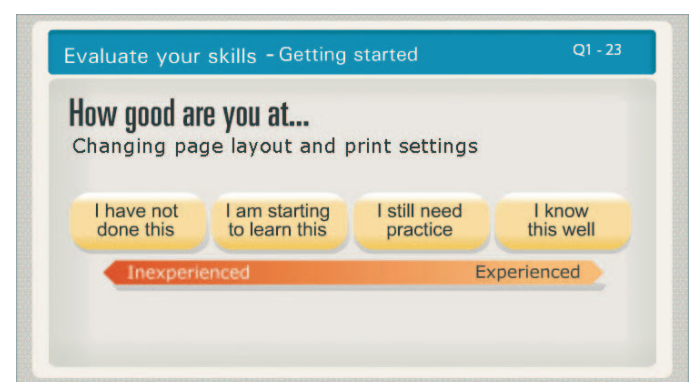 Evaluate your skills - Getting started
Q1 - 23
How good are you at...
Changing page layout and print settings
I have not
done this
I am starting
to learn this
I still need
practice
I know
this well
Inexperienced
Experienced